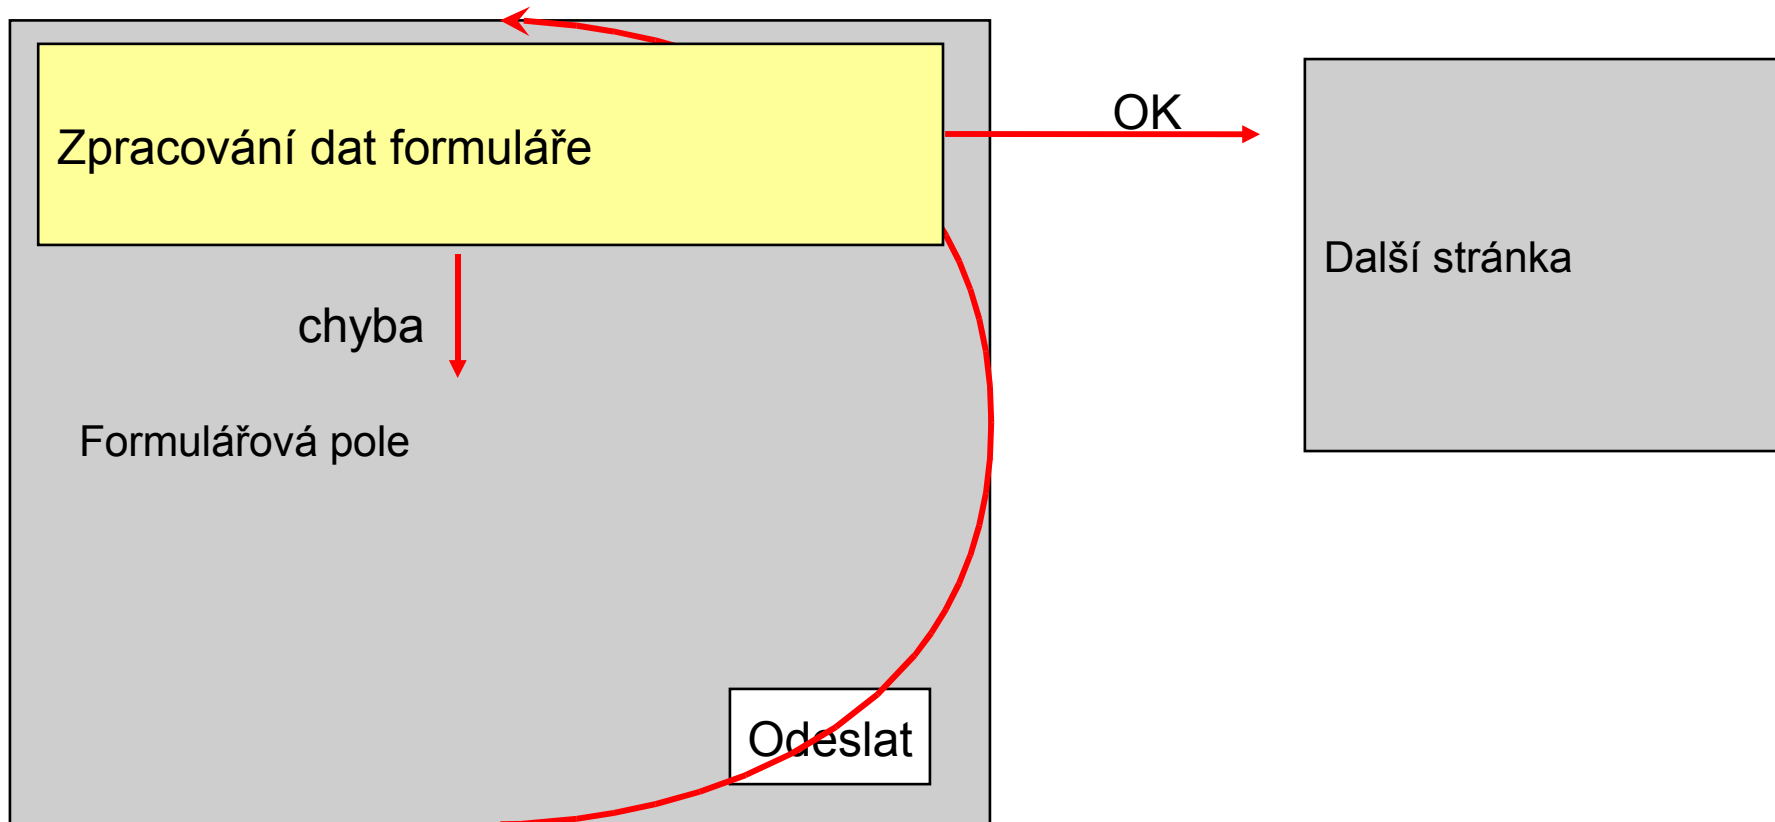 Zpracování dat formuláře
OK
Další stránka
chyba
Formulářová pole
Odeslat